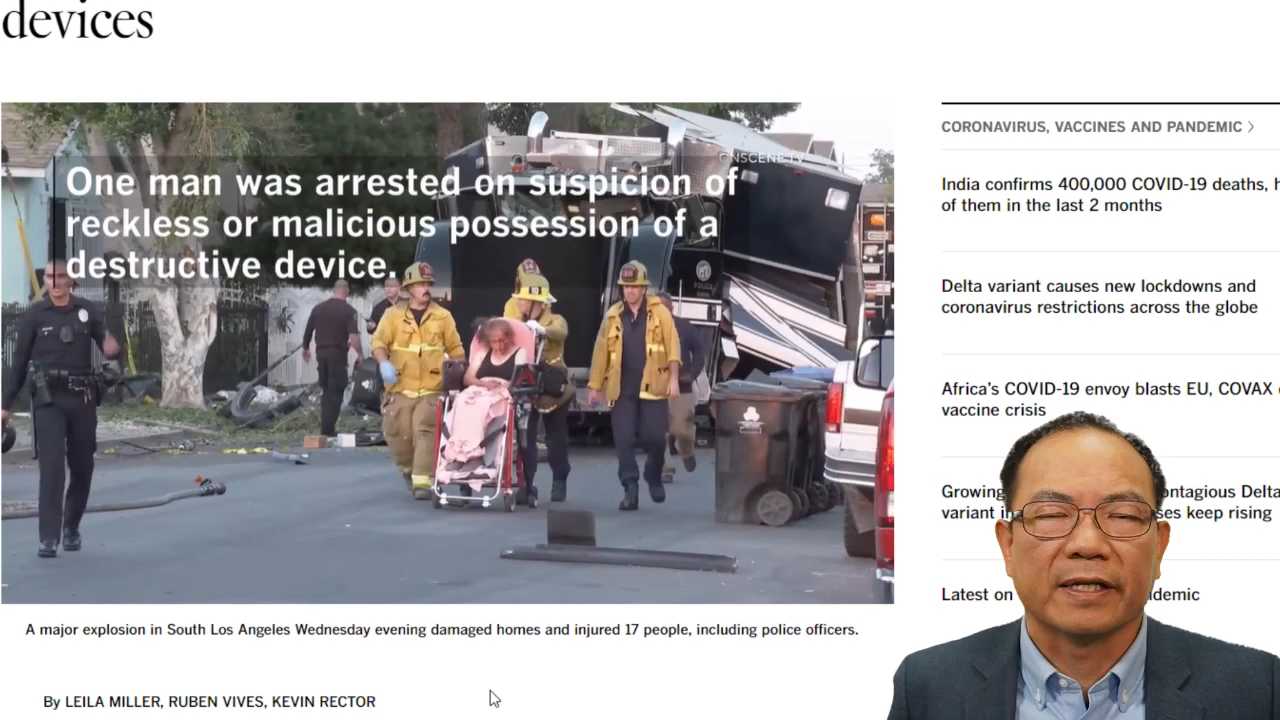 devices
ONSCENE.TV
One man was arrested on suspicion of
reckless or malicious possession of a
destructive device.
POLICE
A major explosion in South Los Angeles Wednesday evening damaged homes and injured 17 people, including police officers.
By LEILA MILLER, RUBEN VIVES, KEVIN RECTOR
CORONAVIRUS, VACCINES AND PANDEMIC >
India confirms 400,000 COVID-19 deaths, h
of them in the last 2 months
Delta variant causes new lockdowns and
coronavirus restrictions across the globe
Africa’s COVID-19 envoy blasts EU, COVAX
vaccine crisis
Growing ontagious Delta
variant in ses keep rising
Latest on demic